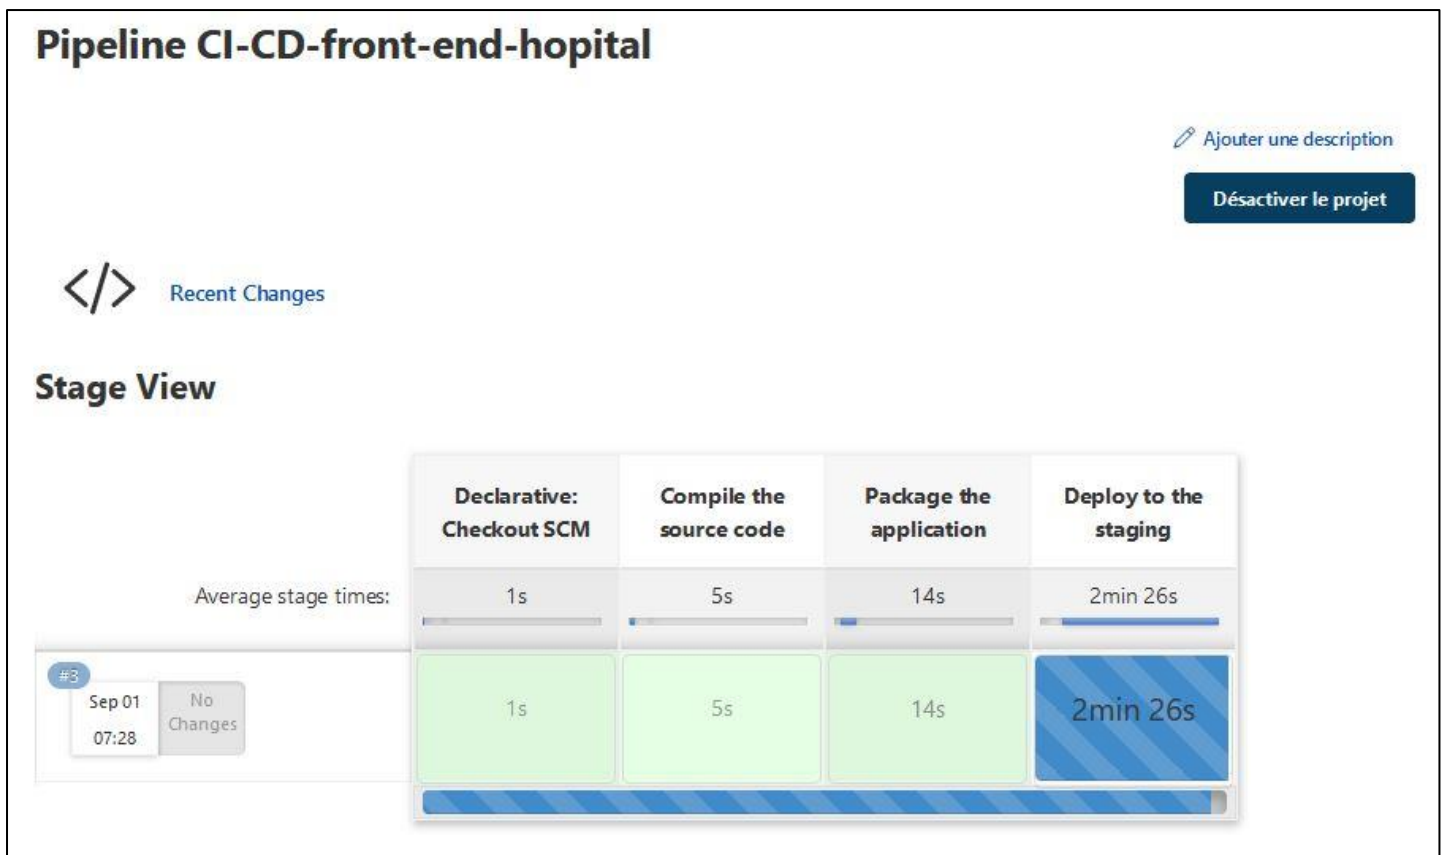 Pipeline CI-CD-front-end-hopital
Ajouter une description
Désactiver le projet
</> Recent Changes
Stage View
Declarative: Checkout SCM
Compile the source code
Package the application
Deploy to the staging
Average stage times:
1s
5s
14s
2min 26s
#3
Sep 01
07:28
No Changes
1s
5s
14s
2min 26s